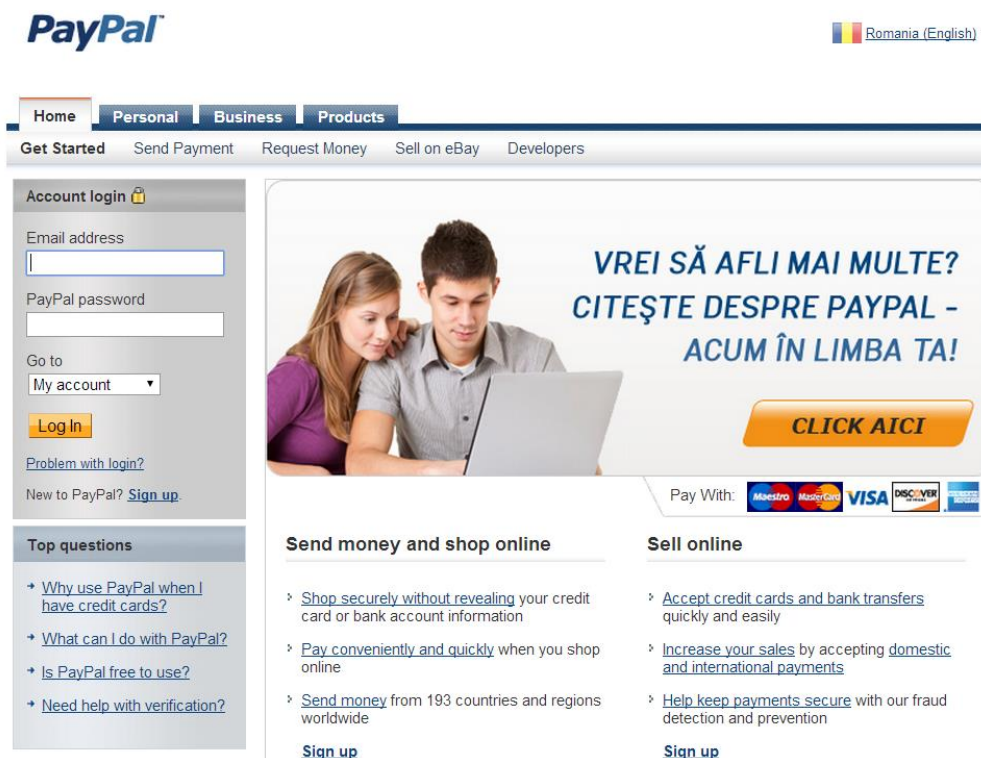 PayPal™
Romania (English)
Home Personal Business Products
Get Started Send Payment Request Money Sell on eBay Developers
Account login
Email address
PayPal password
Go to
My account
Log In
Problem with login?
New to PayPal? Sign up.
VREI SĂ AFLI MAI MULTE?
CITEŞTE DESPRE PAYPAL -
ACUM ÎN LIMBA TA!
CLICK AICI
Pay With: Maestro MasterCard VISA DISCOVER
Top questions
Why use PayPal when I
have credit cards?
What can I do with PayPal?
Is PayPal free to use?
Need help with verification?
Send money and shop online
Shop securely without revealing your credit
card or bank account information
Pay conveniently and quickly when you shop
online
Send money from 193 countries and regions
worldwide
Sign up
Sell online
Accept credit cards and bank transfers
quickly and easily
Increase your sales by accepting domestic
and international payments
Help keep payments secure with our fraud
detection and prevention
Sign up